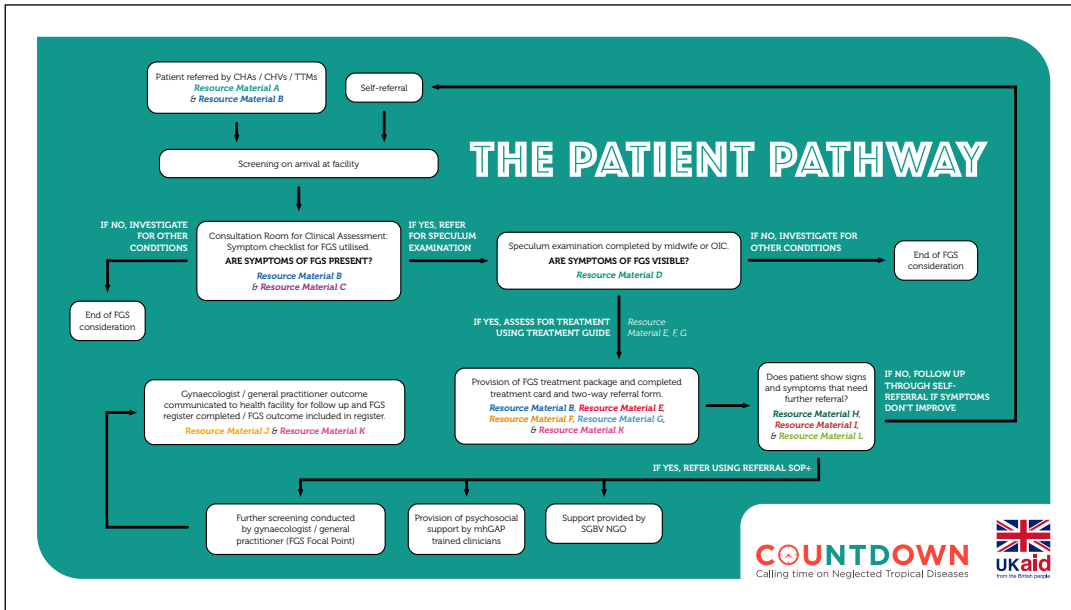 Patient referred by CHAs / CHVs / TTMs
Resource Material A
& Resource Material B
Self-referral
Screening on arrival at facility
THE PATIENT PATHWAY
IF NO, INVESTIGATE
FOR OTHER
CONDITIONS
Consultation Room for Clinical Assessment:
Symptom checklist for FGS utilised.
ARE SYMPTOMS OF FGS PRESENT?
Resource Material B
& Resource Material C
IF YES, REFER
FOR SPECULUM
EXAMINATION
Speculum examination completed by midwife or OIC.
ARE SYMPTOMS OF FGS VISIBLE?
Resource Material D
IF NO, INVESTIGATE FOR
OTHER CONDITIONS
End of FGS
consideration
End of FGS
consideration
IF YES, ASSESS FOR TREATMENT
USING TREATMENT GUIDE
Resource
Material E, F, G
Gynaecologist / general practitioner outcome
communicated to health facility for follow up and FGS
register completed / FGS outcome included in register.
Resource Material J & Resource Material K
Provision of FGS treatment package and completed
treatment card and two-way referral form.
Resource Material B, Resource Material E,
Resource Material F, Resource Material G,
& Resource Material K
Does patient show signs
and symptoms that need
further referral?
Resource Material H,
Resource Material I,
& Resource Material L
IF NO, FOLLOW UP
THROUGH SELF-
REFERRAL IF SYMPTOMS
DON'T IMPROVE
IF YES, REFER USING REFERRAL SOP+
Further screening conducted
by gynaecologist / general
practitioner (FGS Focal Point)
Provision of psychosocial
support by mhGAP
trained clinicians
Support provided by
SGBV NGO
COUNTDOWN
Calling time on Neglected Tropical Diseases
UKaid
from the British people